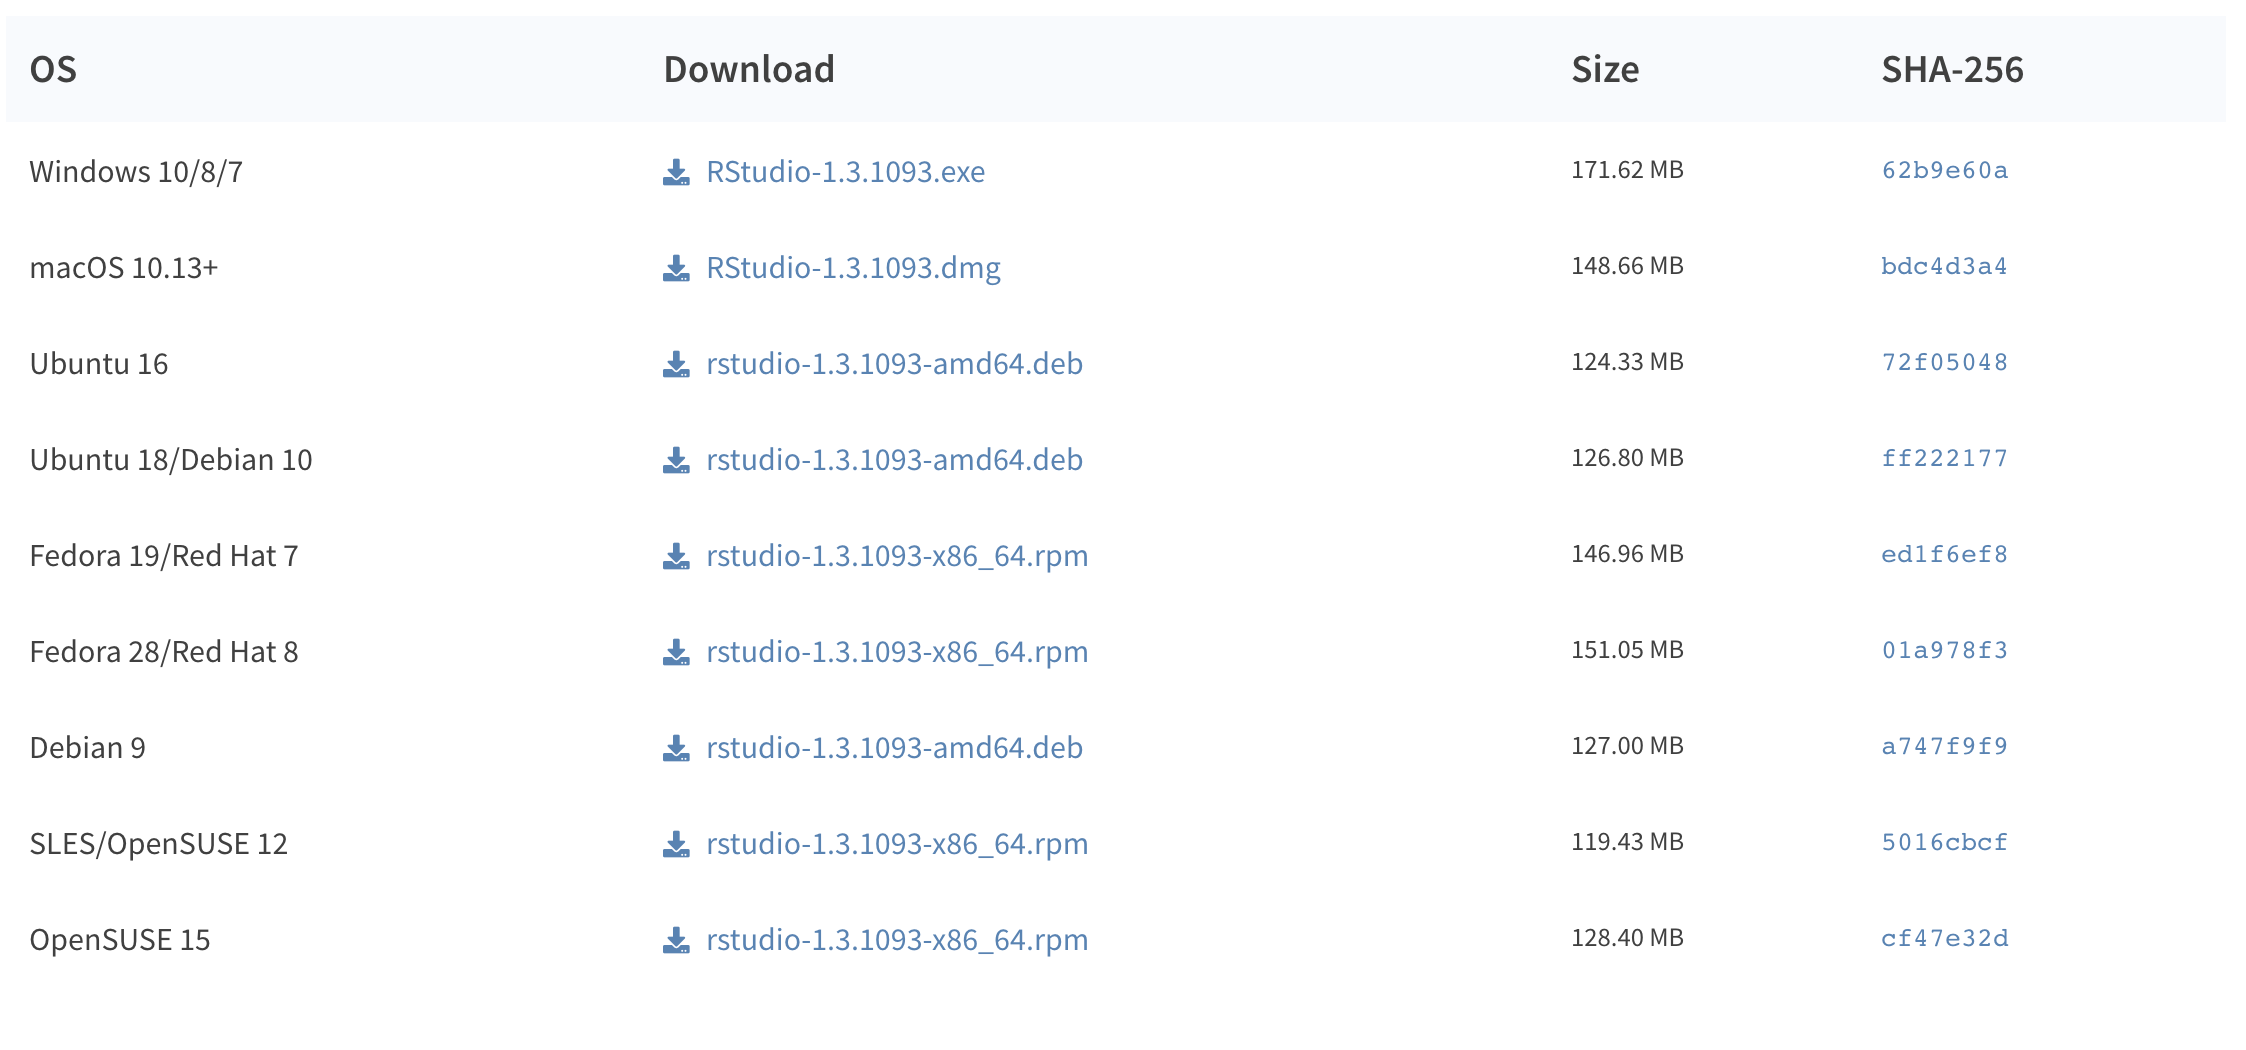 OS Download Size SHA-256
Windows 10/8/7 RStudio-1.3.1093.exe 171.62 MB 62b9e60a
macOS 10.13+ RStudio-1.3.1093.dmg 148.66 MB bdc4d3a4
Ubuntu 16 rstudio-1.3.1093-amd64.deb 124.33 MB 72f05048
Ubuntu 18/Debian 10 rstudio-1.3.1093-amd64.deb 126.80 MB ff222177
Fedora 19/Red Hat 7 rstudio-1.3.1093-x86_64.rpm 146.96 MB ed1f6ef8
Fedora 28/Red Hat 8 rstudio-1.3.1093-x86_64.rpm 151.05 MB 01a978f3
Debian 9 rstudio-1.3.1093-amd64.deb 127.00 MB a747f9f9
SLES/OpenSUSE 12 rstudio-1.3.1093-x86_64.rpm 119.43 MB 5016cbcf
OpenSUSE 15 rstudio-1.3.1093-x86_64.rpm 128.40 MB cf47e32d